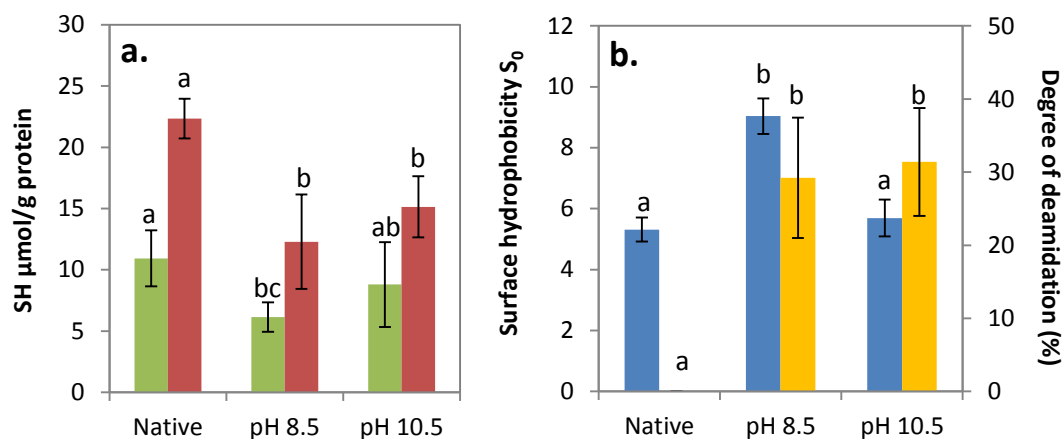 a.
SH µmol/g protein
30
25
20
15
10
5
0
a
a
bc
b
ab
b
Native
pH 8.5
pH 10.5
b.
Surface hydrophobicity S0
12
10
8
6
4
2
0
a
a
b
b
a
b
Native
pH 8.5
pH 10.5
50
40
30
20
10
0
Degree of deamidation (%)